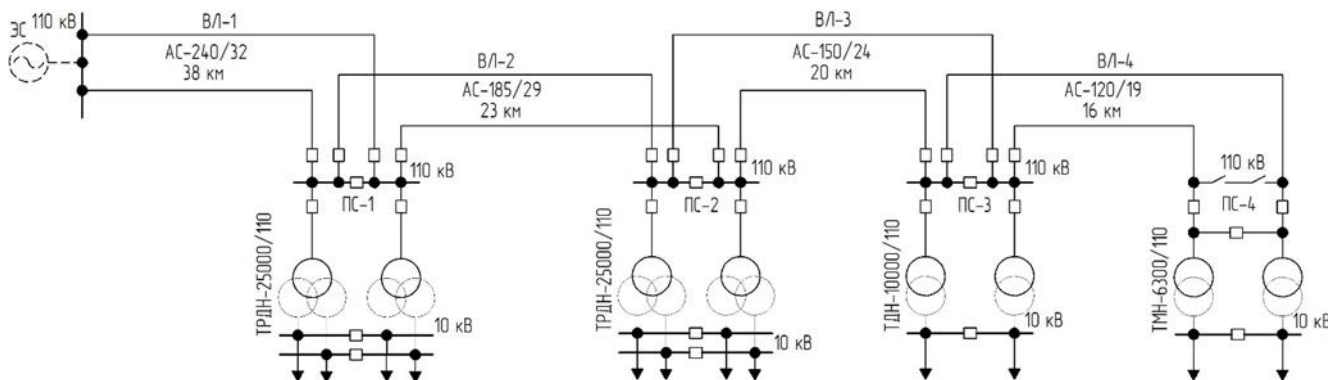 ЭС 110 кВ
ВЛ-1
АС-240/32
38 км
ВЛ-2
АС-185/29
23 км
ВЛ-3
АС-150/24
20 км
ВЛ-4
АС-120/19
16 км
110 кВ
110 кВ
110 кВ
110 кВ
ПС-1
ПС-2
ПС-3
ПС-4
ТРДН-25000/110
ТРДН-25000/110
ТДН-10000/110
ТМН-6300/110
10 кВ
10 кВ
10 кВ
10 кВ